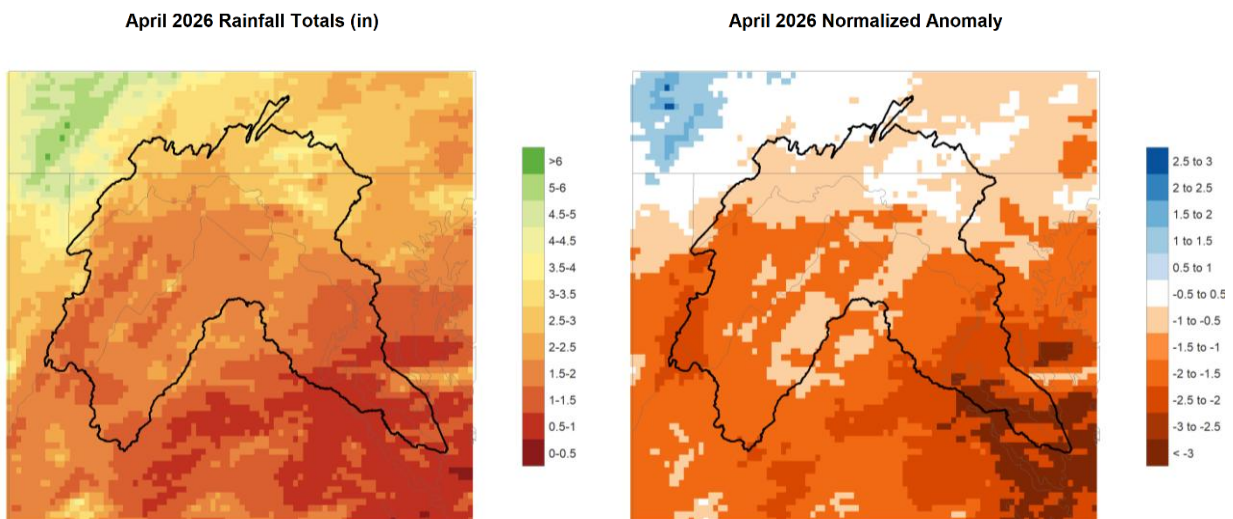 April 2026 Rainfall Totals (in)
April 2026 Normalized Anomaly
>6
5-6
4.5-5
4-4.5
3.5-4
3-3.5
2.5-3
2-2.5
1.5-2
1-1.5
0.5-1
0-0.5
2.5 to 3
2 to 2.5
1.5 to 2
1 to 1.5
0.5 to 1
-0.5 to 0.5
-1 to -0.5
-1.5 to -1
-2 to -1.5
-2.5 to -2
-3 to -2.5
< -3